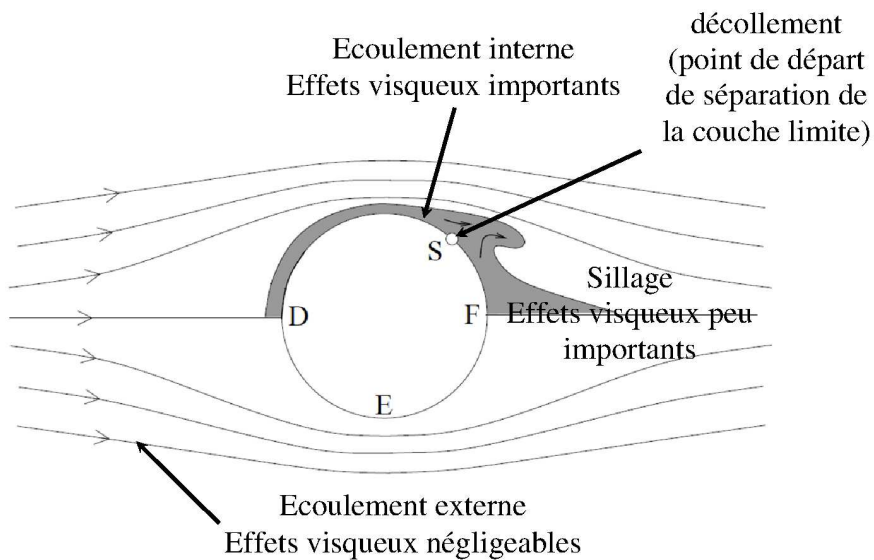 Ecoulement interne
Effets visqueux importants
décollement
(point de départ
de séparation de
la couche limite)
S
D
F
E
Sillage
Effets visqueux peu
importants
Ecoulement externe
Effets visqueux négligeables